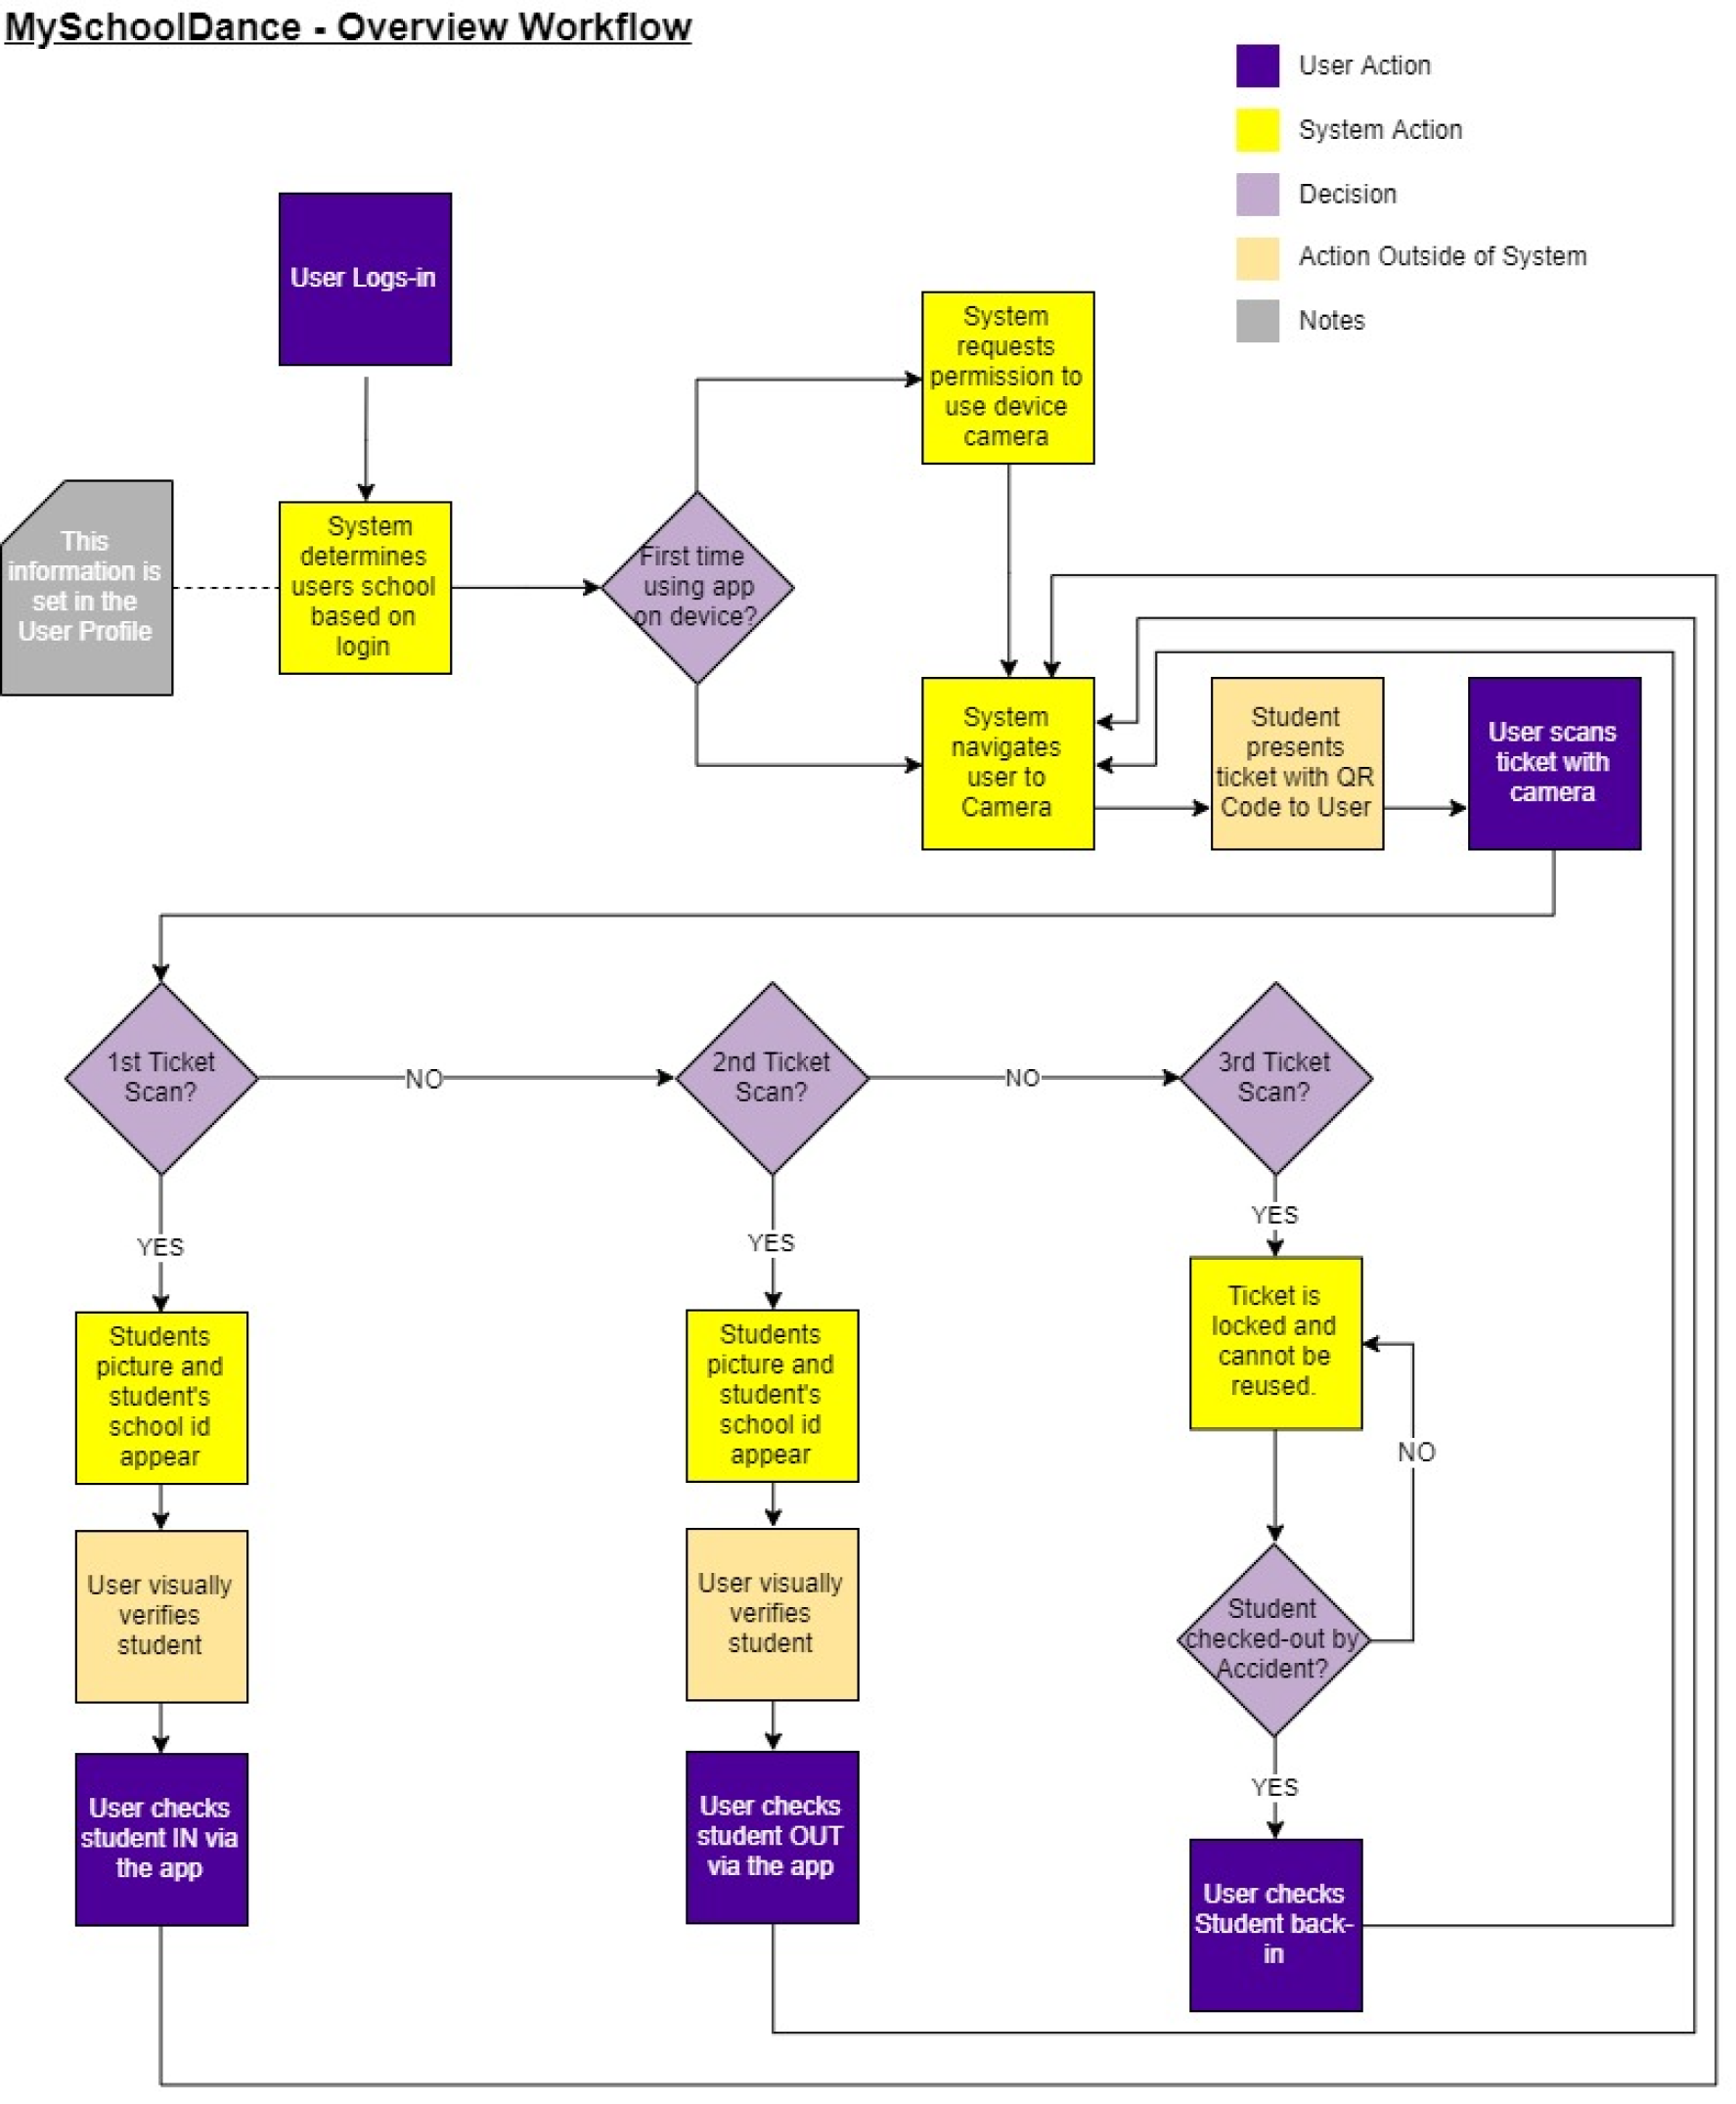 MySchoolDance - Overview Workflow
User Action
System Action
Decision
Action Outside of System
Notes
User Logs-in
System
requests
permission to
use device
camera
This
information is
set in the
User Profile
System
determines
users school
based on
login
First time
using app
on device?
System
navigates
user to
Camera
Student
presents
ticket with QR
Code to User
User scans
ticket with
camera
1st Ticket
Scan?
NO
2nd Ticket
Scan?
NO
3rd Ticket
Scan?
YES
YES
YES
Students
picture and
student's
school id
appear
Students
picture and
student's
school id
appear
Ticket is
locked and
cannot be
reused.
NO
User visually
verifies
student
User visually
verifies
student
Student
checked-out by
Accident?
YES
User checks
student IN via
the app
User checks
student OUT
via the app
User checks
Student back-
in